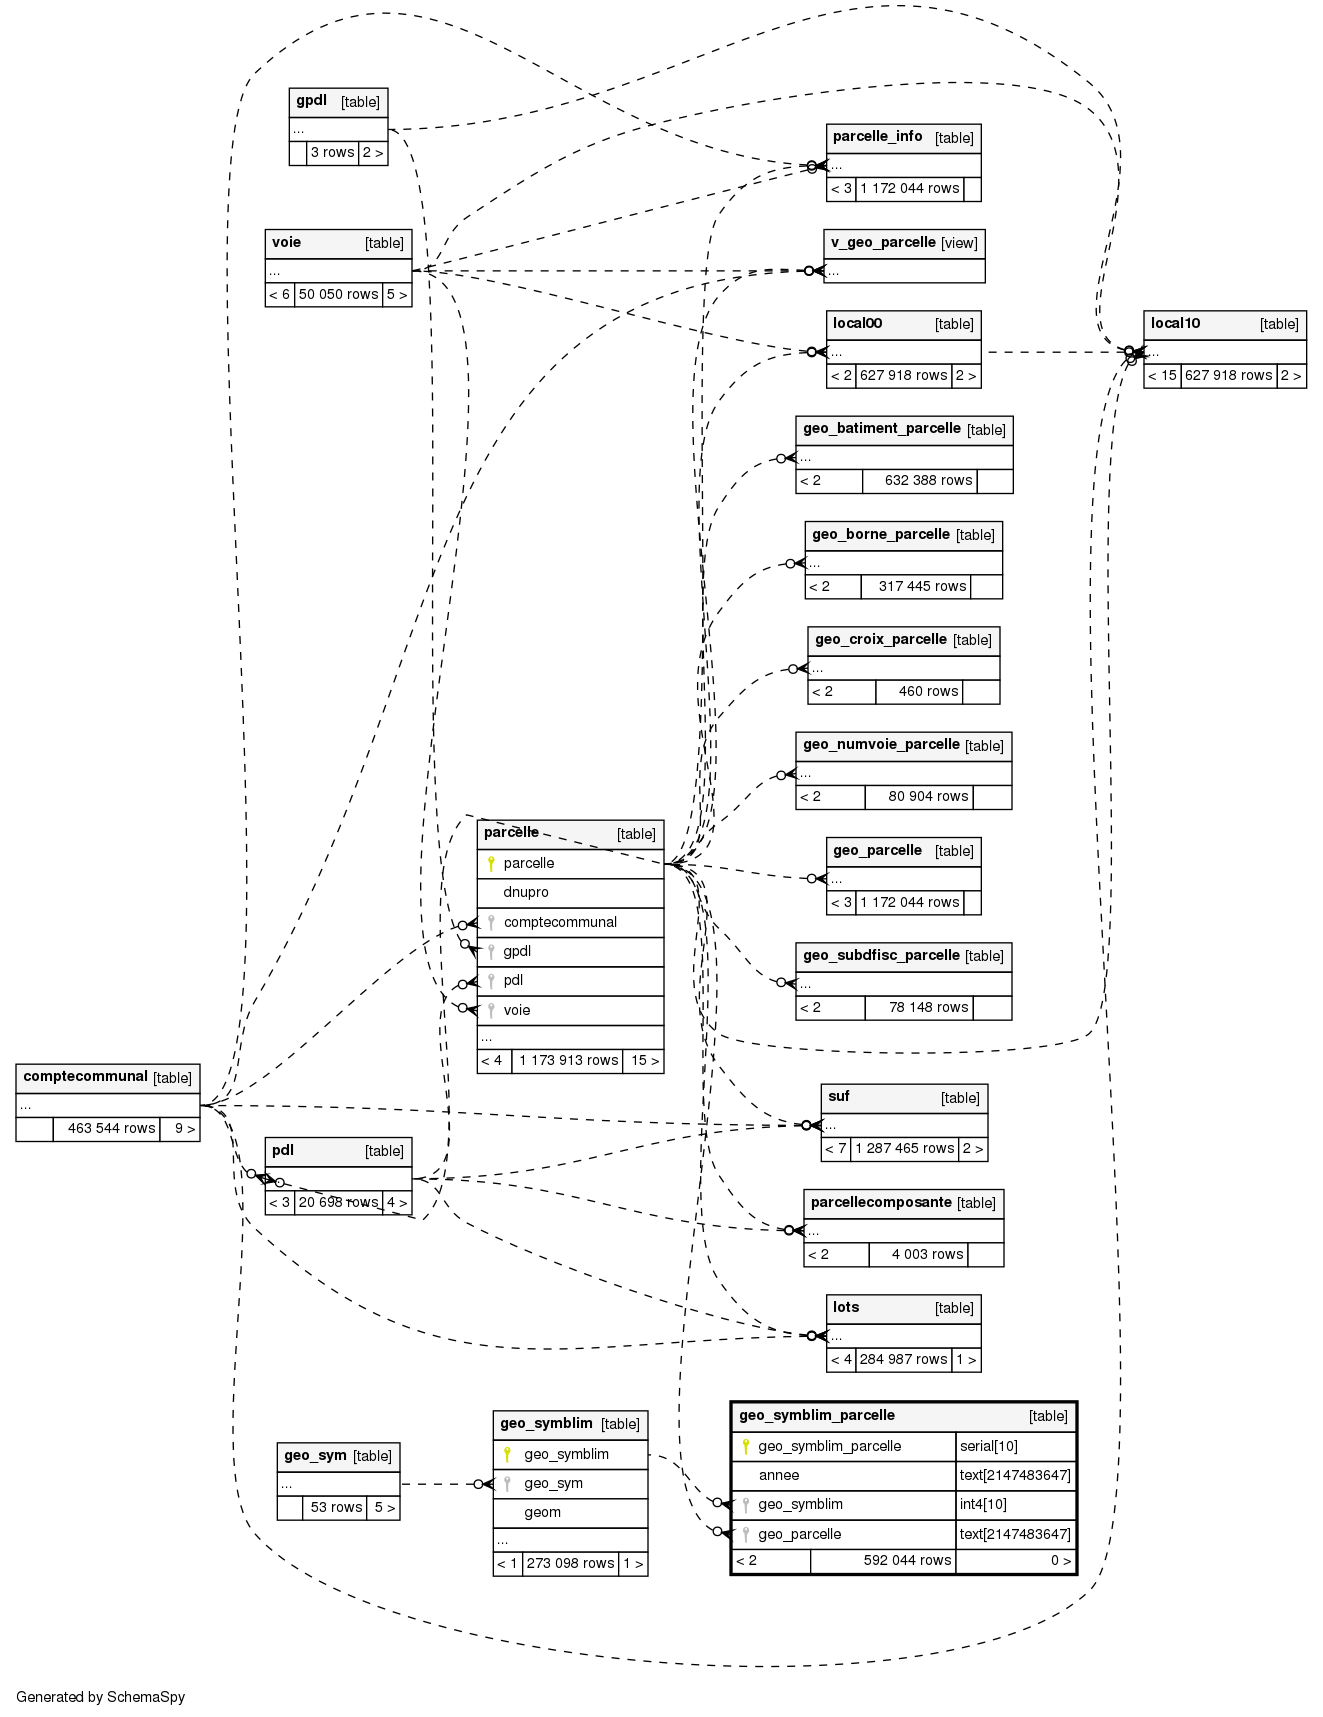 gpdl [table]
...
3 rows 2 >
parcelle_info [table]
...
< 3 1 172 044 rows
voie [table]
...
< 6 50 050 rows 5 >
v_geo_parcelle [view]
...
local00 [table]
...
< 2 627 918 rows 2 >
local10 [table]
...
< 15 627 918 rows 2 >
geo_batiment_parcelle [table]
...
< 2 632 388 rows
geo_borne_parcelle [table]
...
< 2 317 445 rows
geo_croix_parcelle [table]
...
< 2 460 rows
geo_numvoie_parcelle [table]
...
< 2 80 904 rows
parcelle [table]
parcelle
dnupro
comptecommunal
gpdl
pdl
voie
...
< 4 1 173 913 rows 15 >
geo_parcelle [table]
...
< 3 1 172 044 rows
geo_subdfisc_parcelle [table]
...
< 2 78 148 rows
comptecommunal [table]
...
463 544 rows 9 >
suf [table]
...
< 7 1 287 465 rows 2 >
pdl [table]
...
< 3 20 698 rows 4 >
parcellecomposante [table]
...
< 2 4 003 rows
lots [table]
...
< 4 284 987 rows 1 >
geo_sym [table]
...
53 rows 5 >
geo_symblim [table]
geo_symblim
geo_sym
geom
...
< 1 273 098 rows 1 >
geo_symblim_parcelle [table]
geo_symblim_parcelle serial[10]
annee text[2147483647]
geo_symblim int4[10]
geo_parcelle text[2147483647]
< 2 592 044 rows 0 >
Generated by SchemaSpy